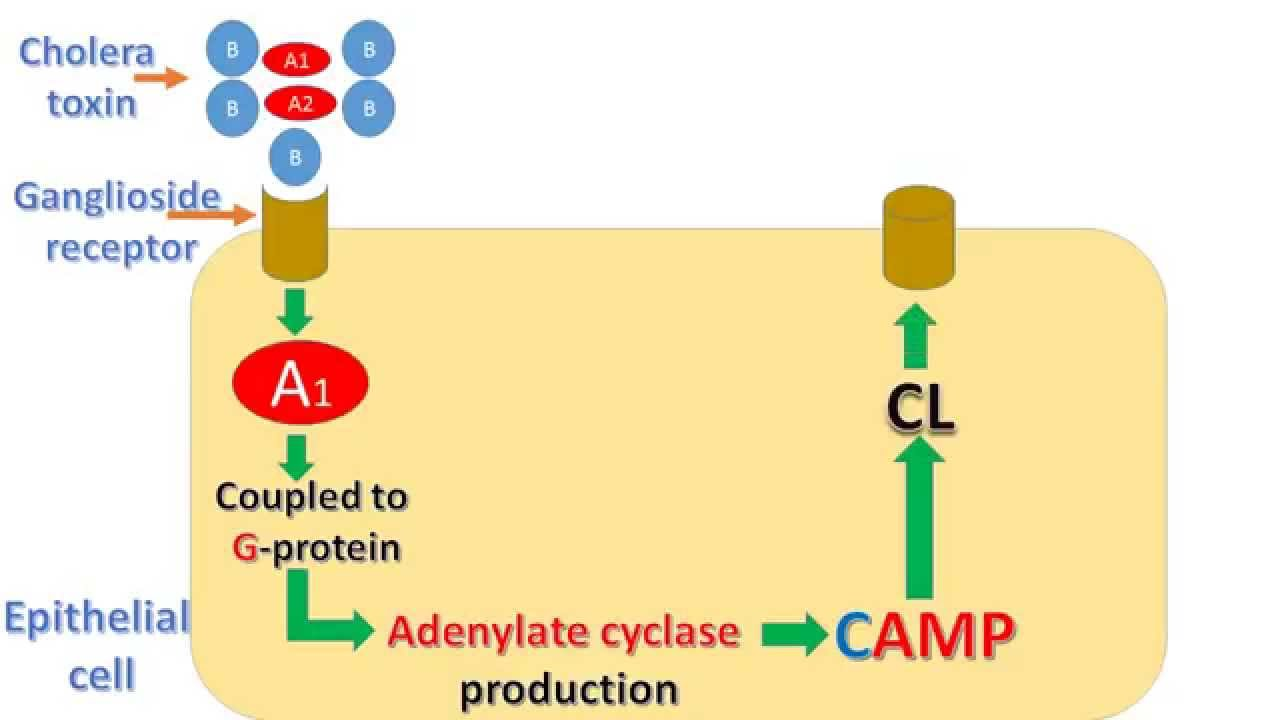 Cholera
toxin
B
A1
B
B
A2
B
B
Ganglioside
receptor
A1
CL
Coupled to
G-protein
Epithelial
cell
Adenylate cyclase
production
CAMP